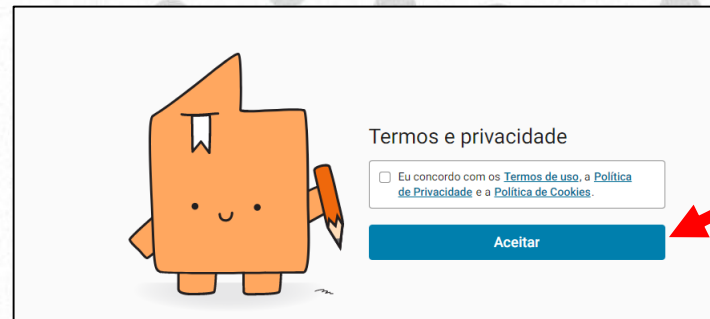 Termos e privacidade
Eu concordo com os Termos de uso, a Política
de Privacidade e a Política de Cookies.
Aceitar